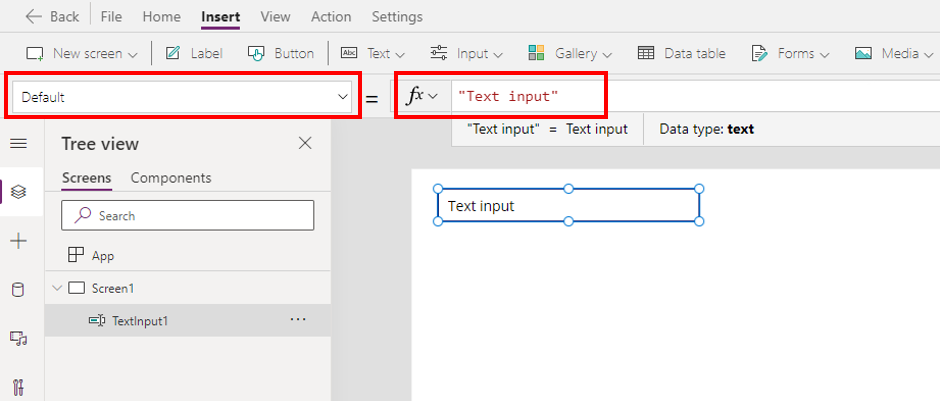 Back File Home Insert View Action Settings
New screen Label Button Abc Text Input Gallery Data table Forms Media
Default = fx "Text input"
"Text input" = Text input Data type: text
Tree view
Screens Components
Search
Text input
App
Screen1
TextInput1 ...